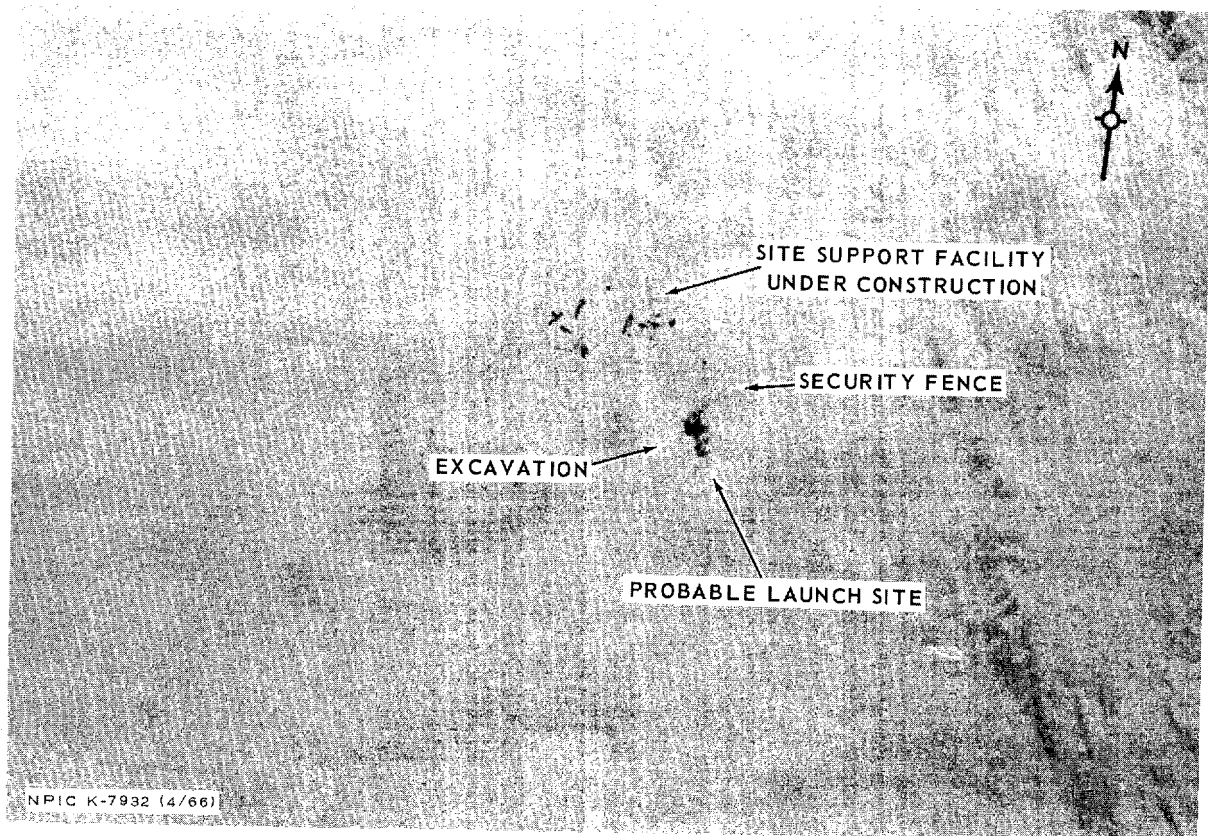 N
SITE SUPPORT FACILITY
UNDER CONSTRUCTION
SECURITY FENCE
EXCAVATION
PROBABLE LAUNCH SITE
NPIC K-7932 (4/66)